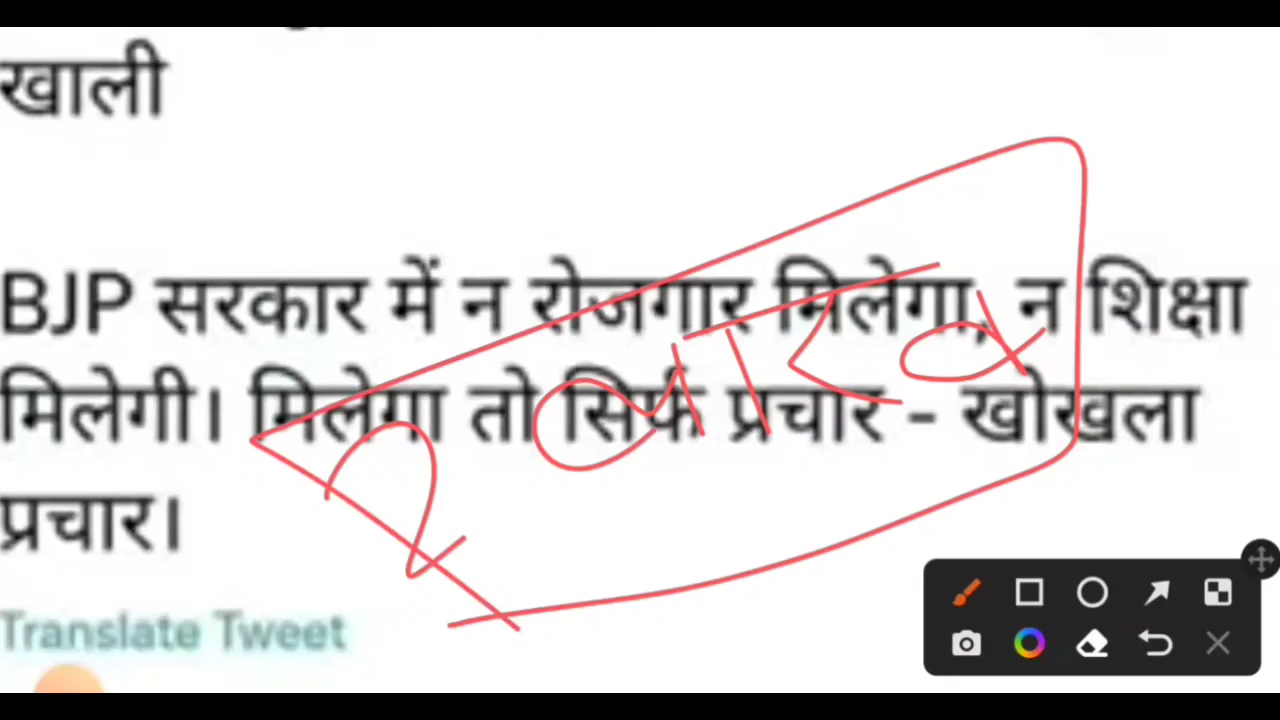 खाली
BJP सरकार में न रोजगार मिलेगा, न शिक्षा
मिलेगी। मिलेगा तो सिर्फ प्रचार - खोखला
प्रचार।
Translate Tweet